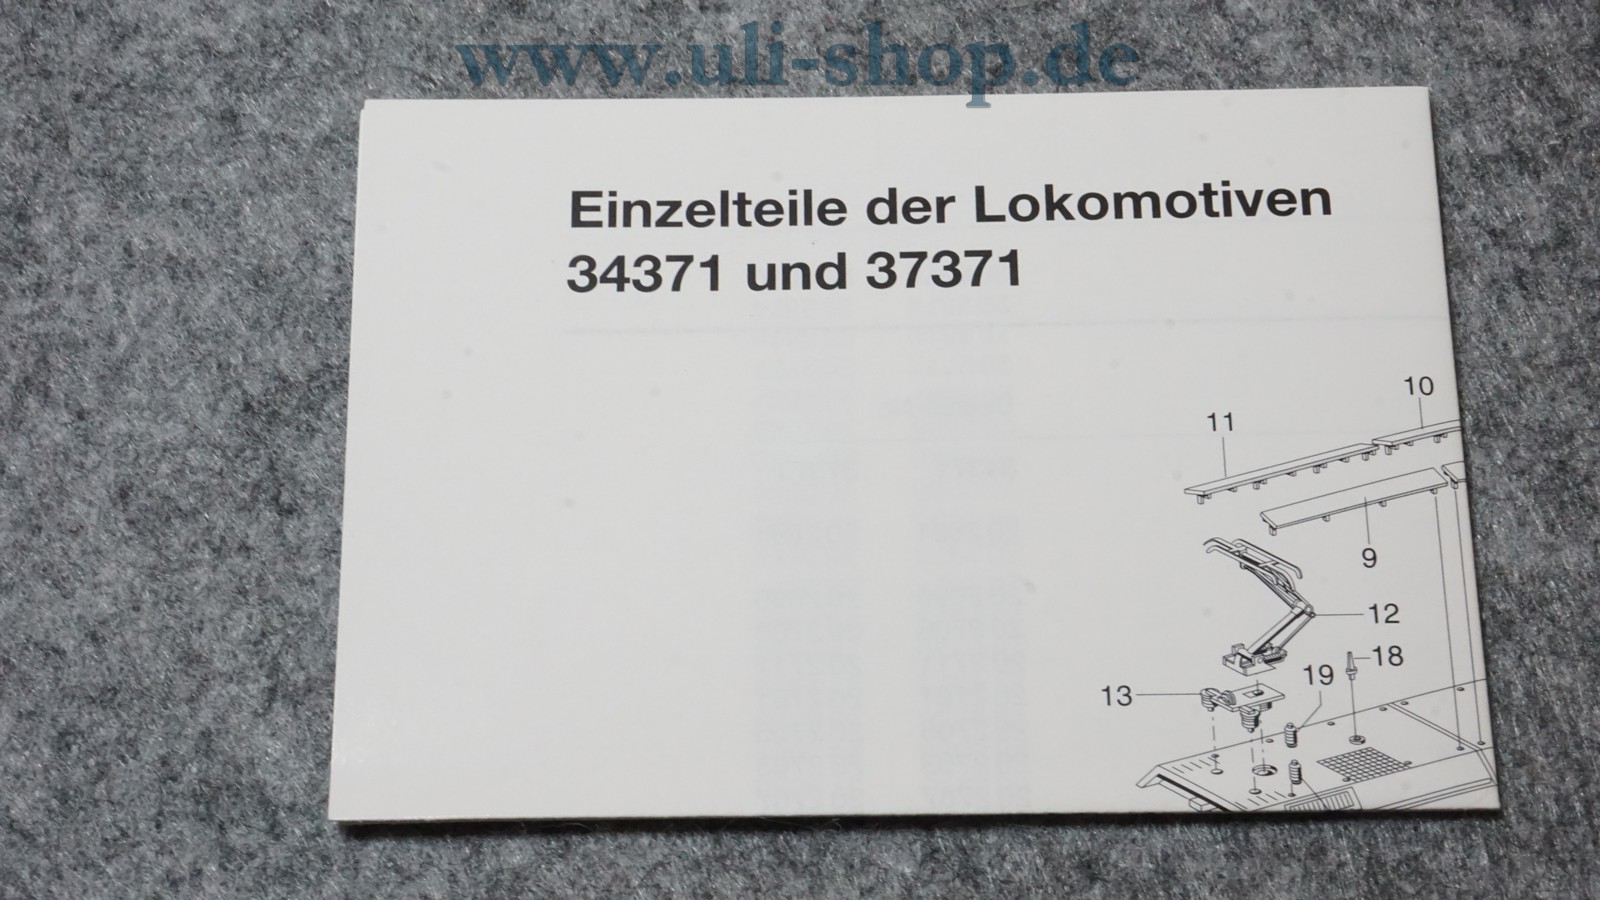 www.uli-shop.de
Einzelteile der Lokomotiven
34371 und 37371
10
11
9
12
18
19
13